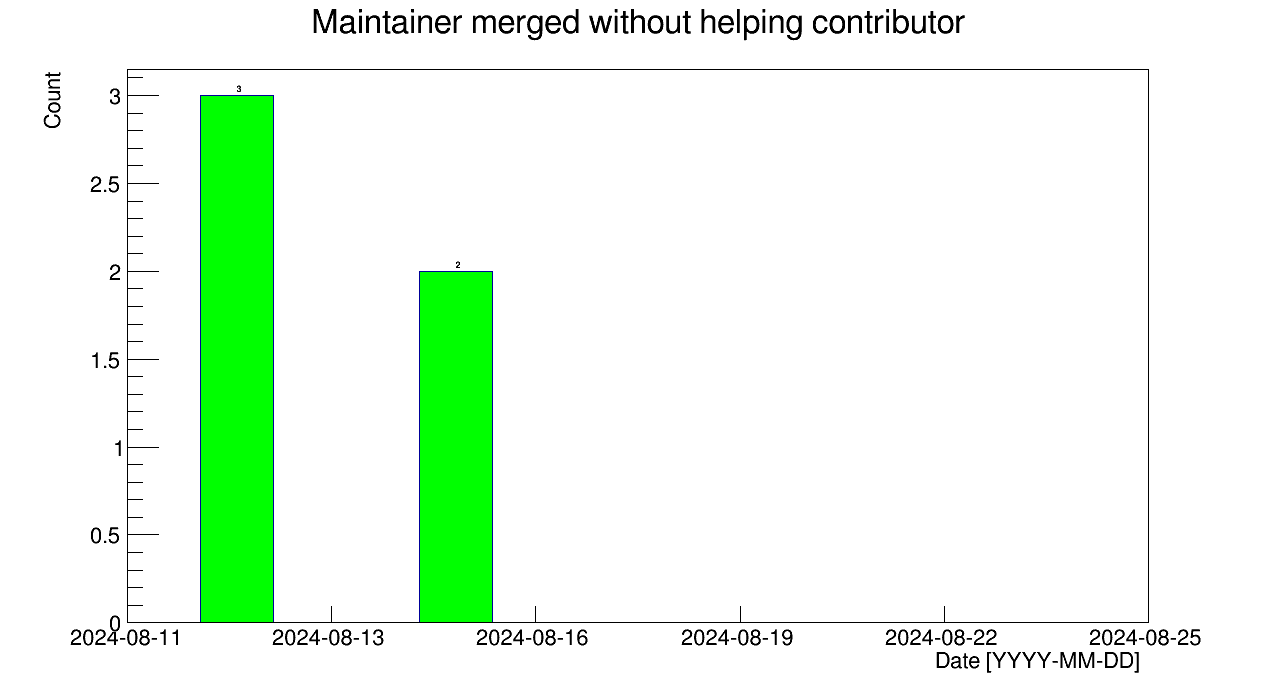 Maintainer merged without helping contributor
Count
3
2.5
2
1.5
1
0.5
0
3
2
2024-08-11 2024-08-13 2024-08-16 2024-08-19 2024-08-22 2024-08-25
Date [YYYY-MM-DD]